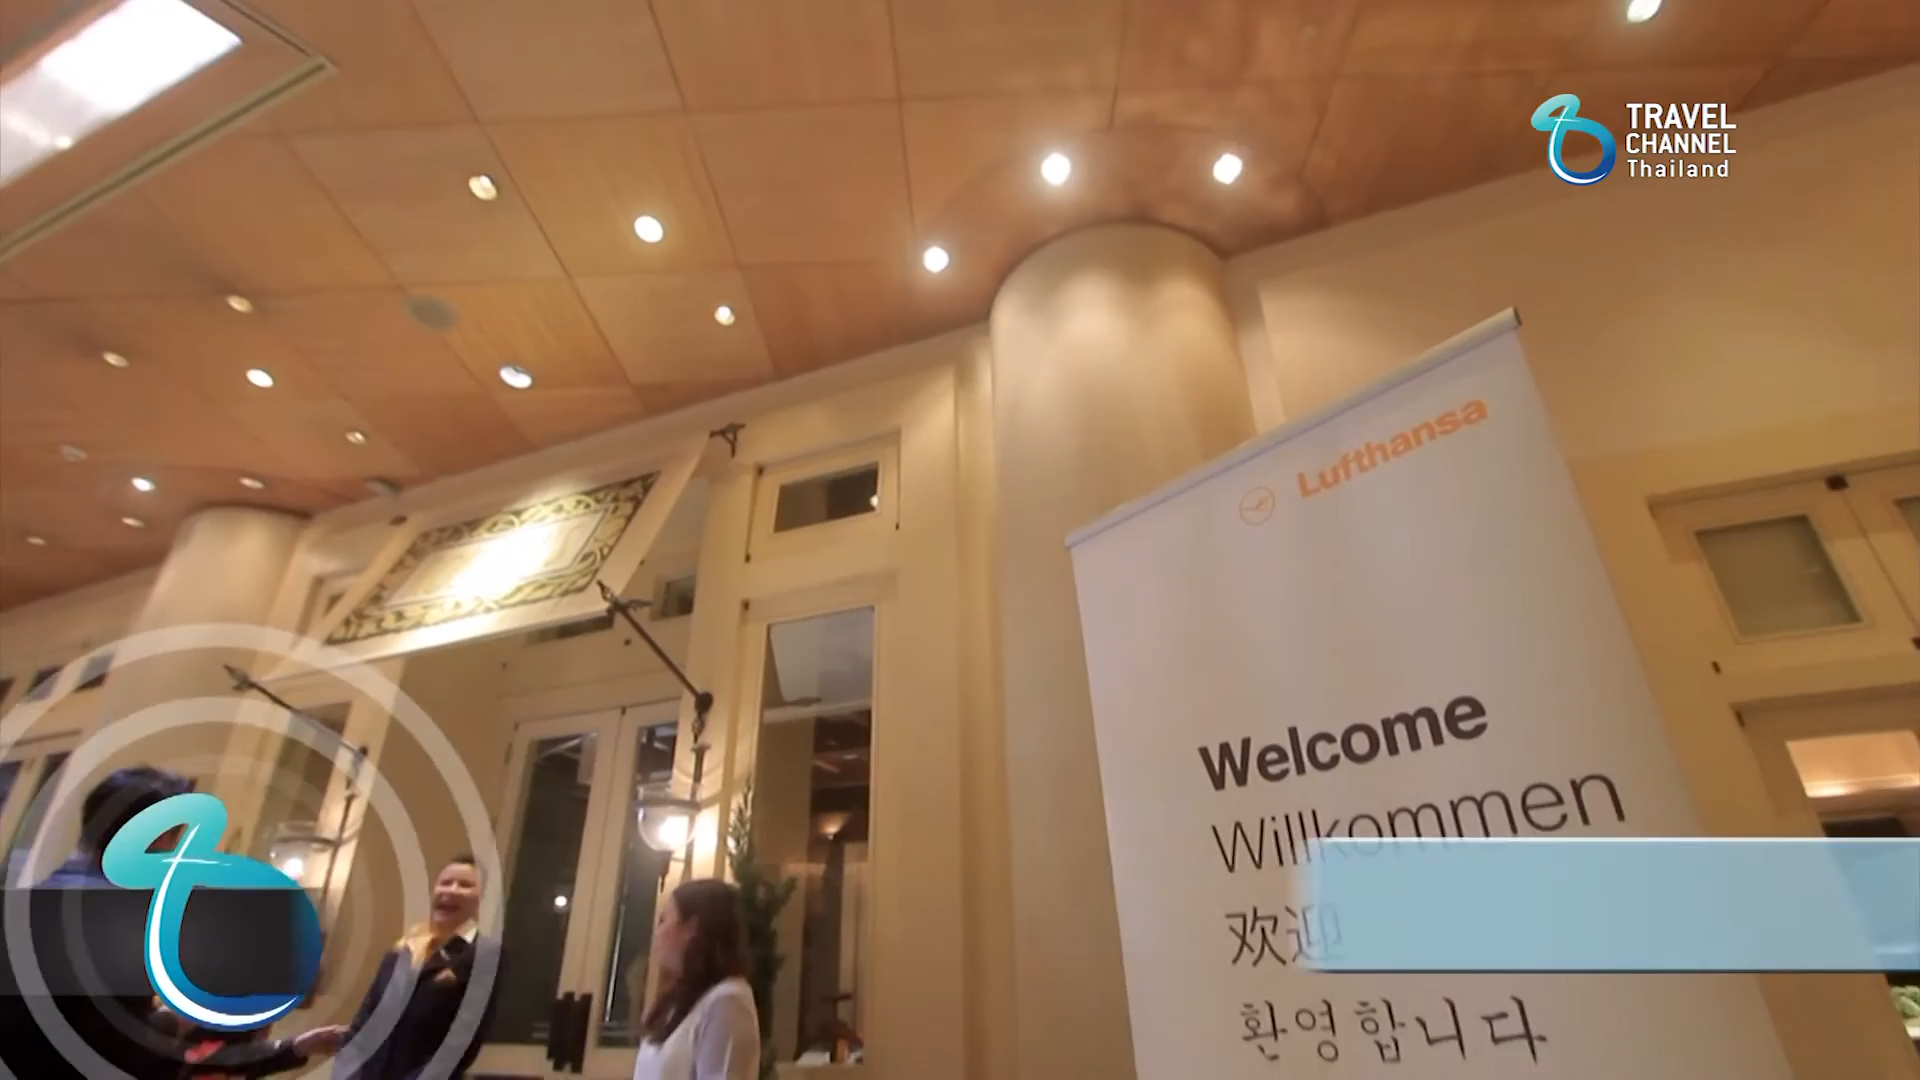 TRAVEL
CHANNEL
Thailand
Lufthansa
Welcome
Willkommen
欢迎
환영합니다